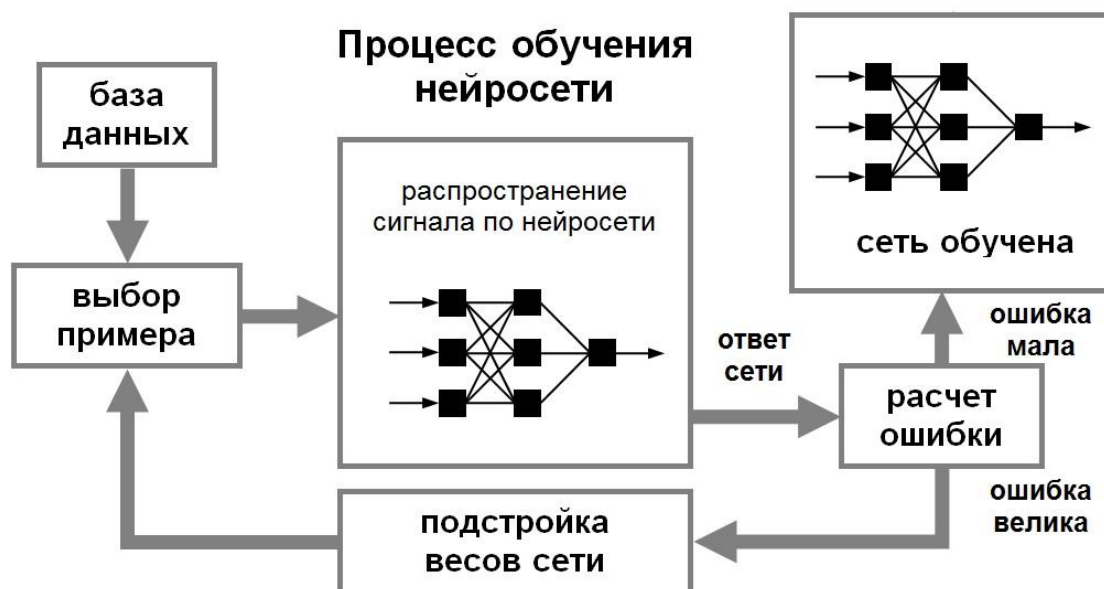 Процесс обучения
нейросети
база
данных
выбор
примера
распространение
сигнала по нейросети
ответ
сети
расчет
ошибки
ошибка
мала
сеть обучена
ошибка
велика
подстройка
весов сети